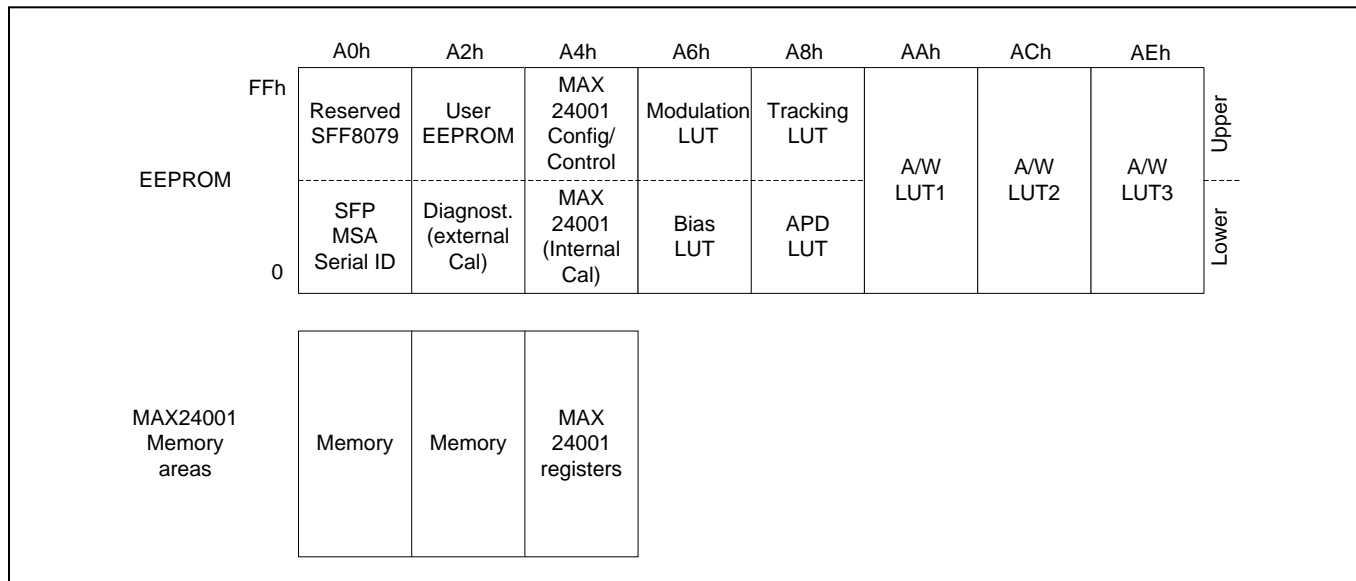 A0h A2h A4h A6h A8h AAh ACh AEh
FFh
EEPROM
0
Reserved
SFF8079
User
EEPROM
MAX
24001
Config/
Control
Modulation
LUT
Tracking
LUT
SFP
MSA
Serial ID
Diagnost.
(external
Cal)
MAX
24001
(Internal
Cal)
Bias
LUT
APD
LUT
A/W
LUT1
A/W
LUT2
A/W
LUT3
Upper
Lower
MAX24001
Memory
areas
Memory
Memory
MAX
24001
registers